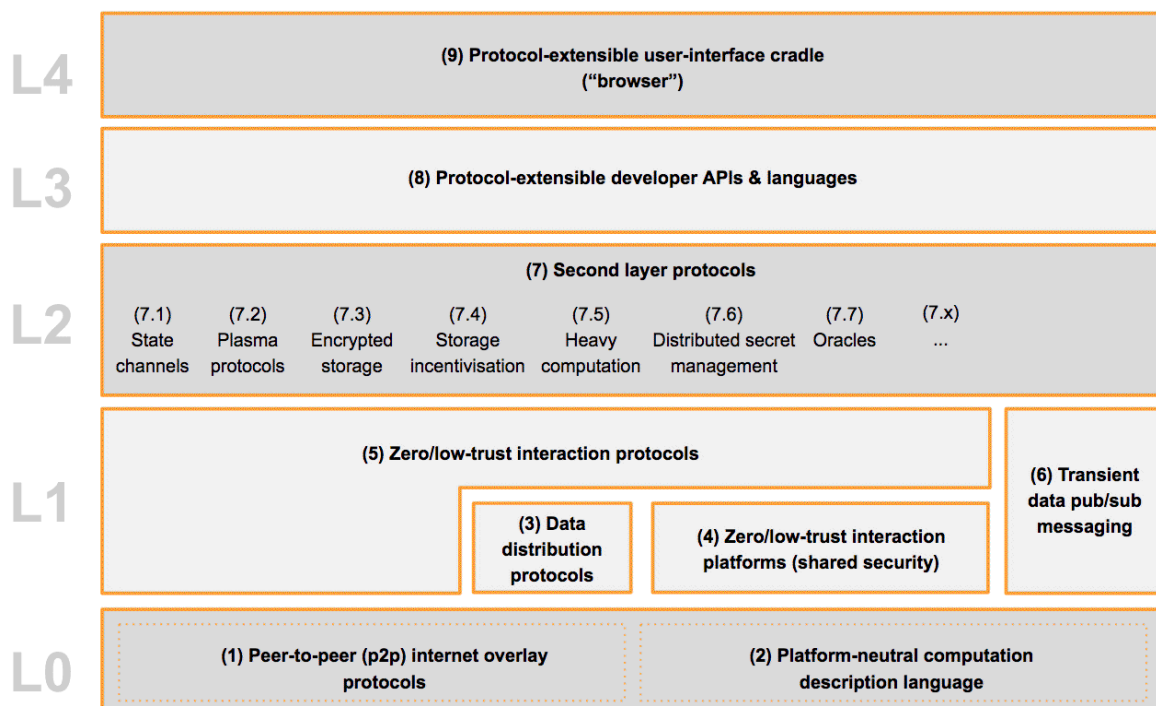 L4
(9) Protocol-extensible user-interface cradle
(“browser”)
L3
(8) Protocol-extensible developer APIs & languages
L2
(7) Second layer protocols
(7.1)
State
channels
(7.2)
Plasma
protocols
(7.3)
Encrypted
storage
(7.4)
Storage
incentivisation
(7.5)
Heavy
computation
(7.6)
Distributed secret
management
(7.7)
Oracles
(7.x)
...
L1
(5) Zero/low-trust interaction protocols
(3) Data
distribution
protocols
(4) Zero/low-trust interaction
platforms (shared security)
(6) Transient
data pub/sub
messaging
L0
(1) Peer-to-peer (p2p) internet overlay
protocols
(2) Platform-neutral computation
description language